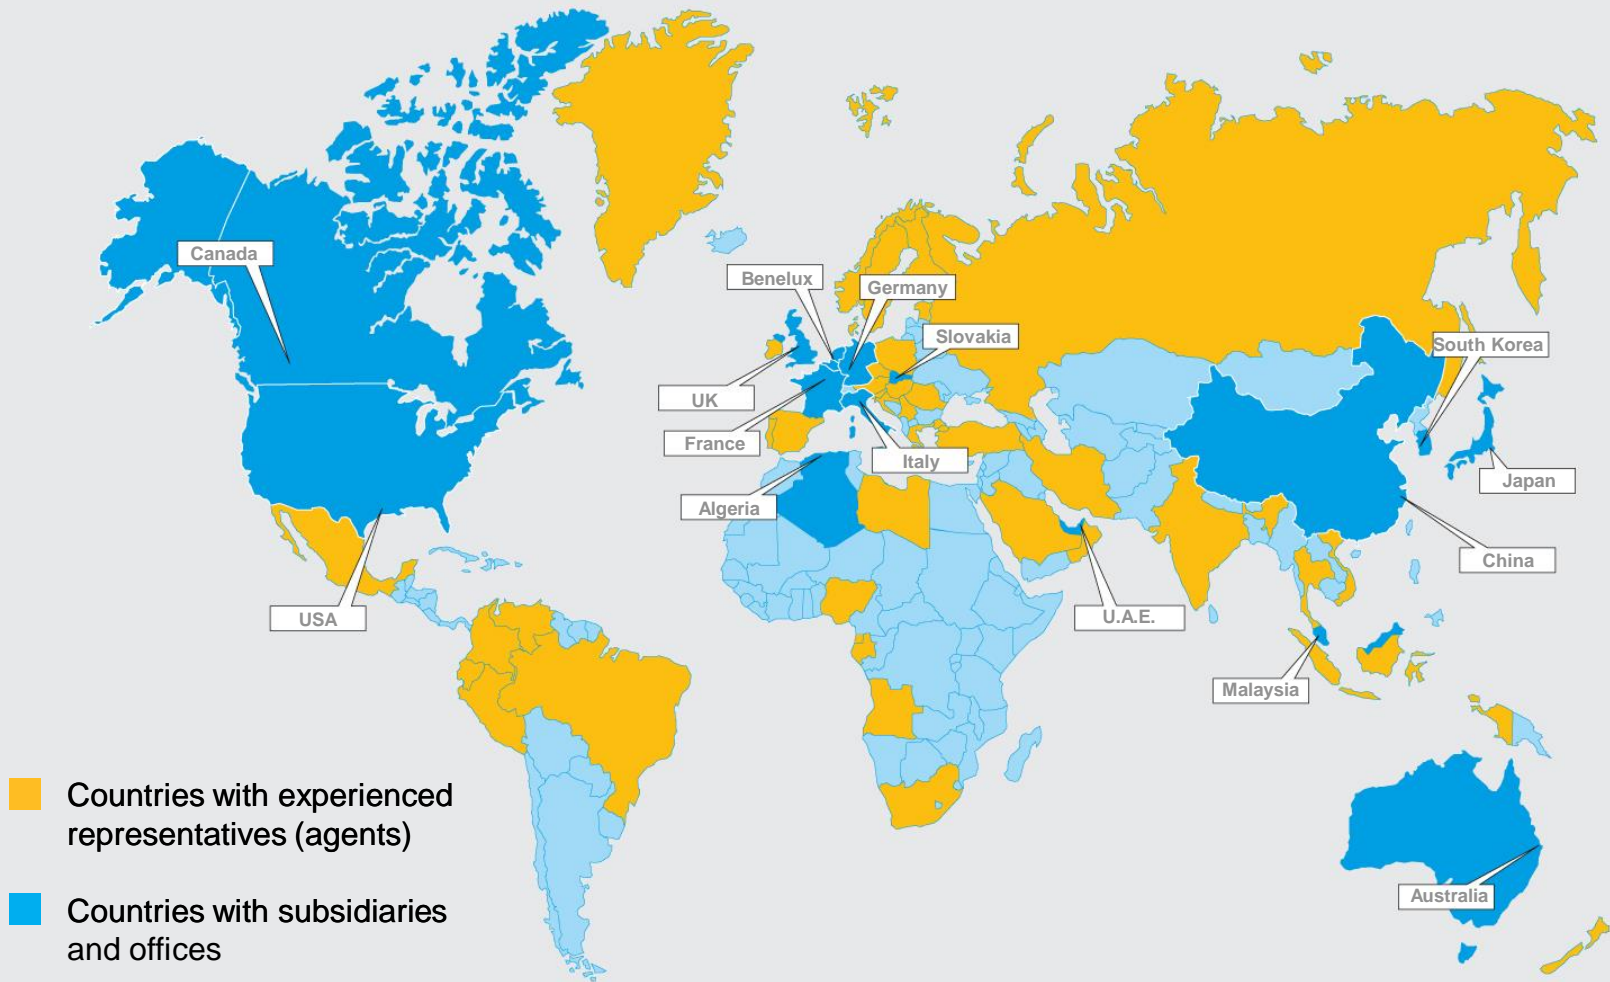 Canada
Benelux
Germany
Slovakia
South Korea
UK
France
Italy
Japan
Algeria
China
USA
U.A.E.
Malaysia
Countries with experienced
representatives (agents)
Australia
Countries with subsidiaries
and offices